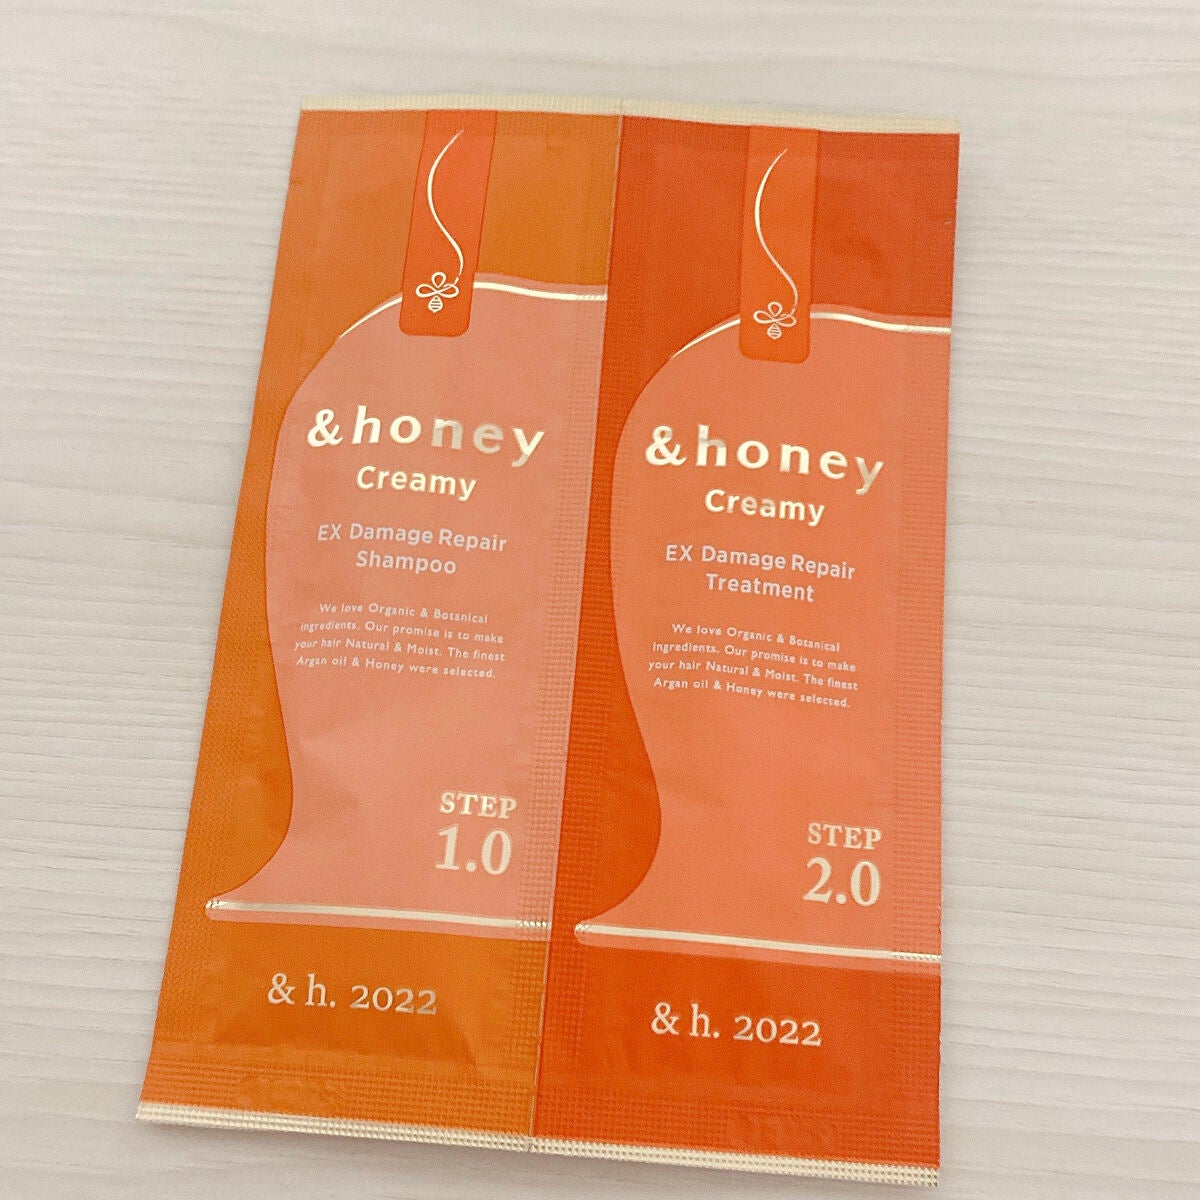 &honey
Creamy
EX Damage Repair
Shampoo
We love Organic & Botanical
ingredients. Our promise is to make
your hair Natural & Moist. The finest
Argan oil & Honey were selected.
STEP
1.0
& h. 2022
&honey
Creamy
EX Damage Repair
Treatment
We love Organic & Botanical
ingredients. Our promise is to make
your hair Natural & Moist. The finest
Argan oil & Honey were selected.
STEP
2.0
& h. 2022